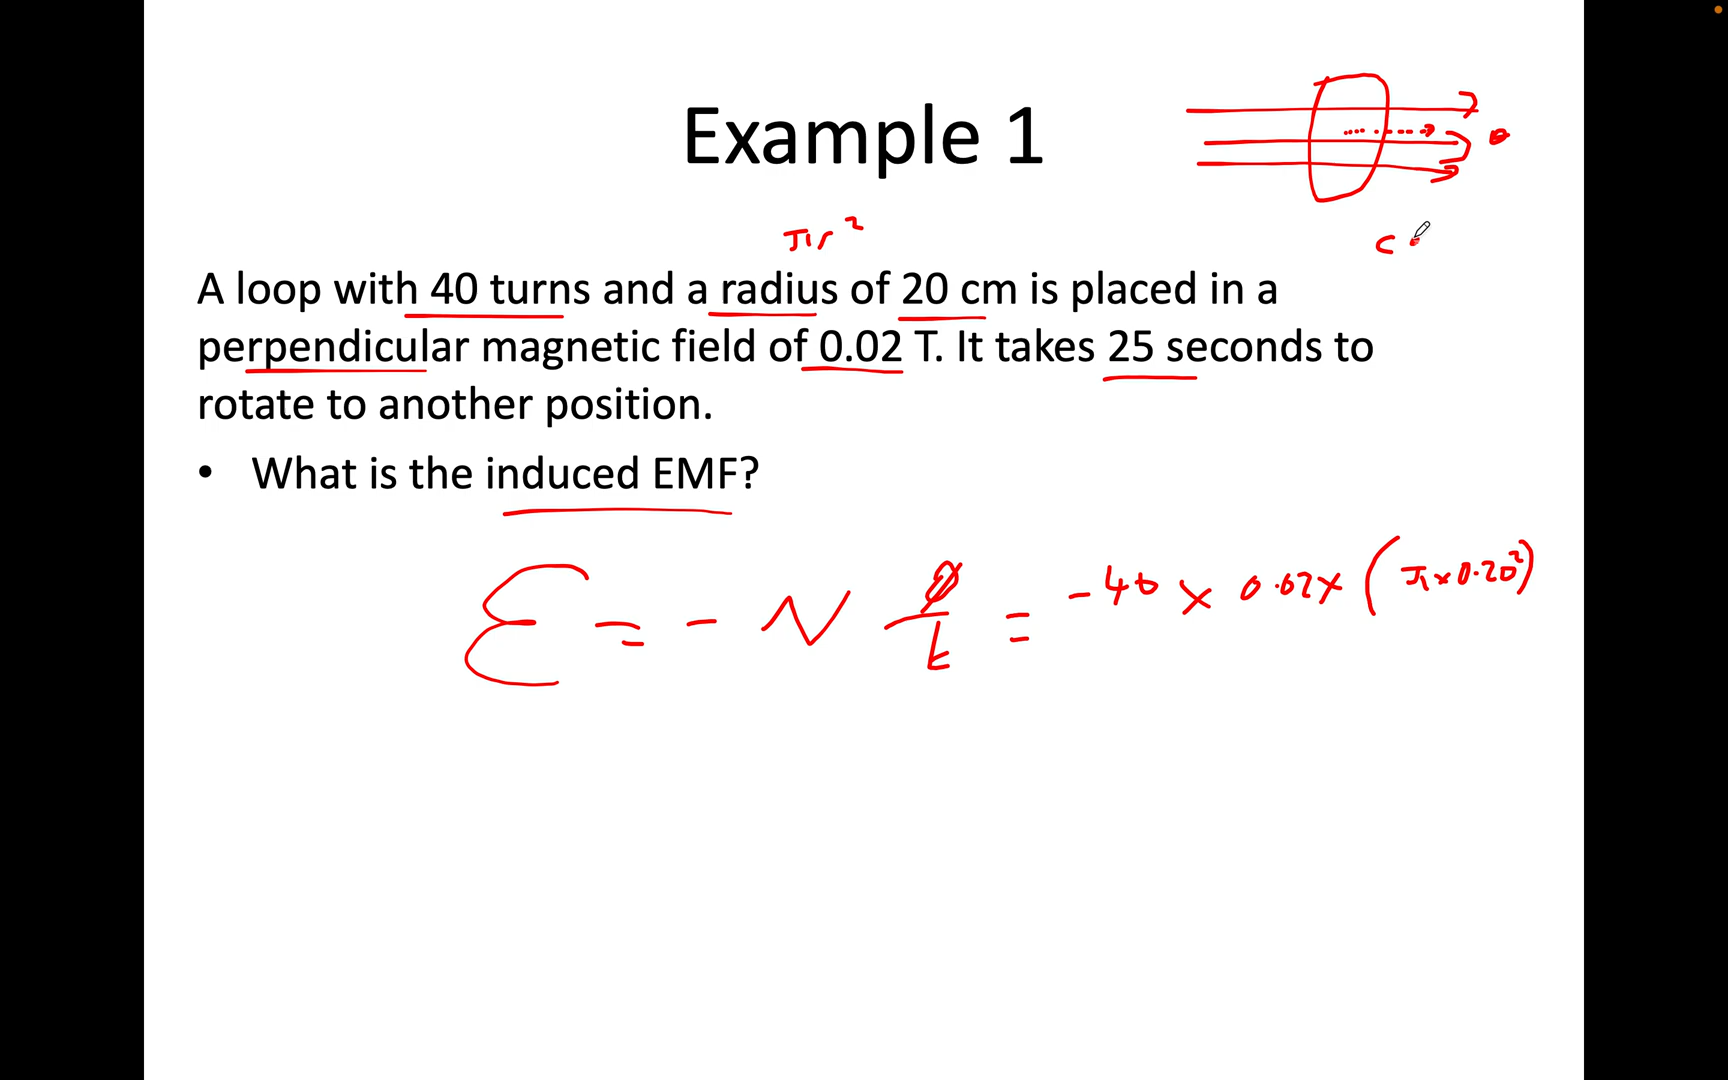 Example 1
πr²
A loop with 40 turns and a radius of 20 cm is placed in a
perpendicular magnetic field of 0.02 T. It takes 25 seconds to
rotate to another position.
• What is the induced EMF?
ℰ = - N ∅/t = -40 × 0.02 × (π × 0.20²)